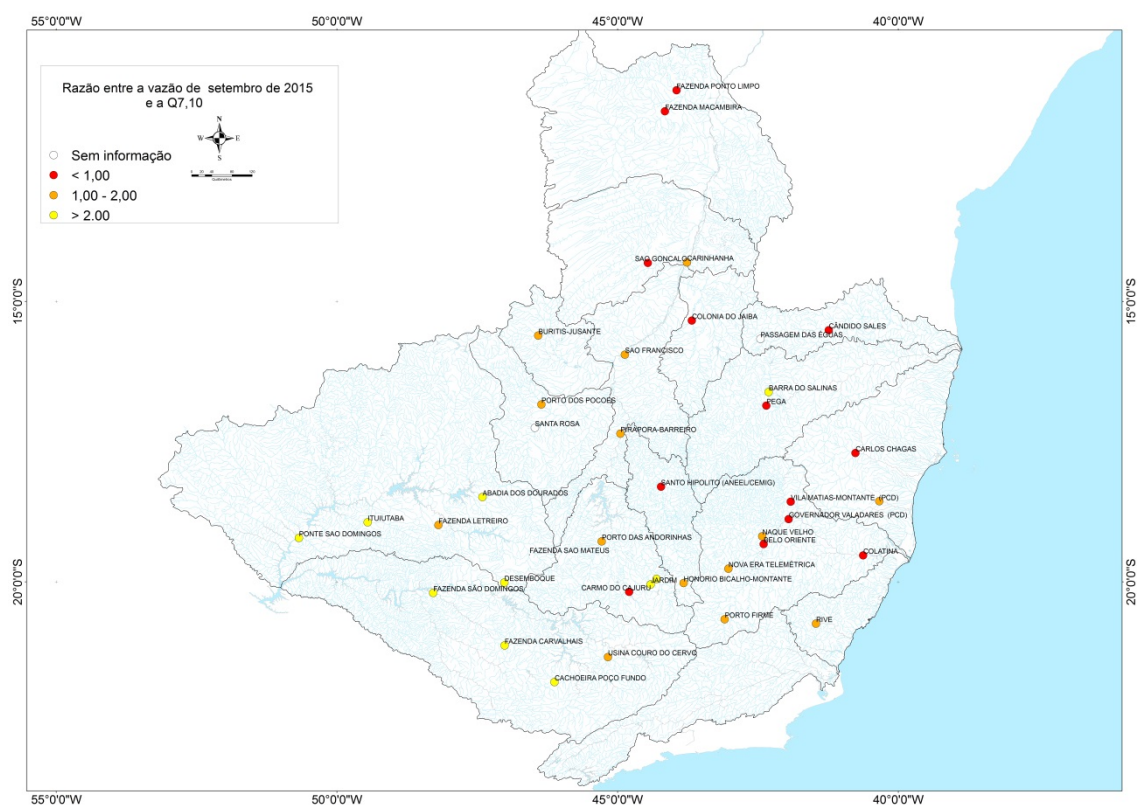 55°0'0"W
50°0'0"W
45°0'0"W
40°0'0"W
Razão entre a vazão de setembro de 2015
e a Q7,10
N
W
E
S
Sem informação
< 1,00
1,00 - 2,00
> 2.00
FAZENDA PONTO LIMPO
FAZENDA MACAMBIRA
SAO GONCALO
CARINHANHA
15°0'0"S
15°0'0"S
COLONIA DO JAIBA
CÂNDIDO SALES
BURITIS-JUSANTE
PASSAGEM DAS ÉGUAS
SAO FRANCISCO
BARRA DO SALINAS
PORTO DOS POCOES
PEGA
SANTA ROSA
PIRAPORA-BARREIRO
CARLOS CHAGAS
SANTO HIPOLITO (ANEEL/CEMIG)
ABADIA DOS DOURADOS
VILA MATIAS-MONTANTE (PCD)
ITUIUTABA
GOVERNADOR VALADARES (PCD)
FAZENDA LETREIRO
PONTE SAO DOMINGOS
NAQUE VELHO
PORTO DAS ANDORINHAS
BELO ORIENTE
FAZENDA SAO MATEUS
COLATINA
NOVA ERA TELEMÉTRICA
DESEMBOQUE
JARDIM
HONÓRIO BICALHO-MONTANTE
FAZENDA SÃO DOMINGOS
CARMO DO CAJURU
20°0'0"S
20°0'0"S
PORTO FIRME
RIVE
FAZENDA CARVALHAIS
USINA COURO DO CERVO
CACHOEIRA POÇO FUNDO
55°0'0"W
50°0'0"W
45°0'0"W
40°0'0"W